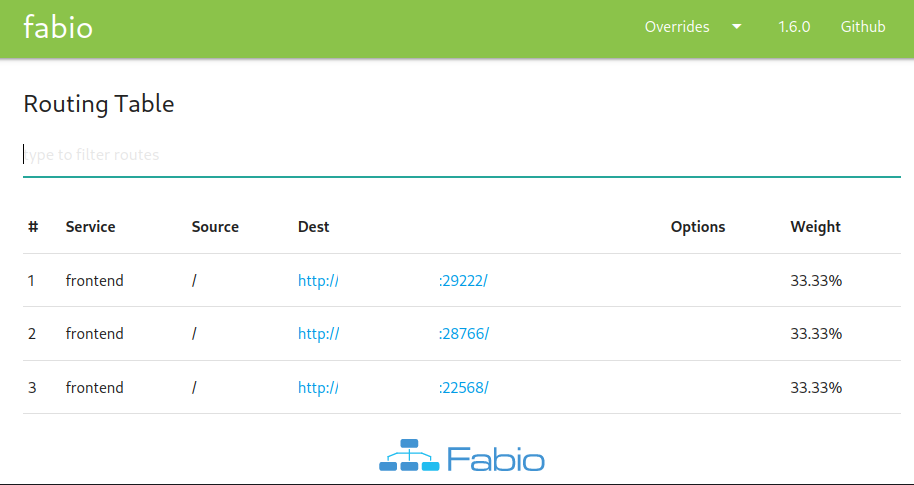 fabio Overrides 1.6.0 Github
Routing Table
type to filter routes
# Service Source Dest Options Weight
1 frontend / http:// :29222/ 33.33%
2 frontend / http:// :28766/ 33.33%
3 frontend / http:// :22568/ 33.33%
Fabio